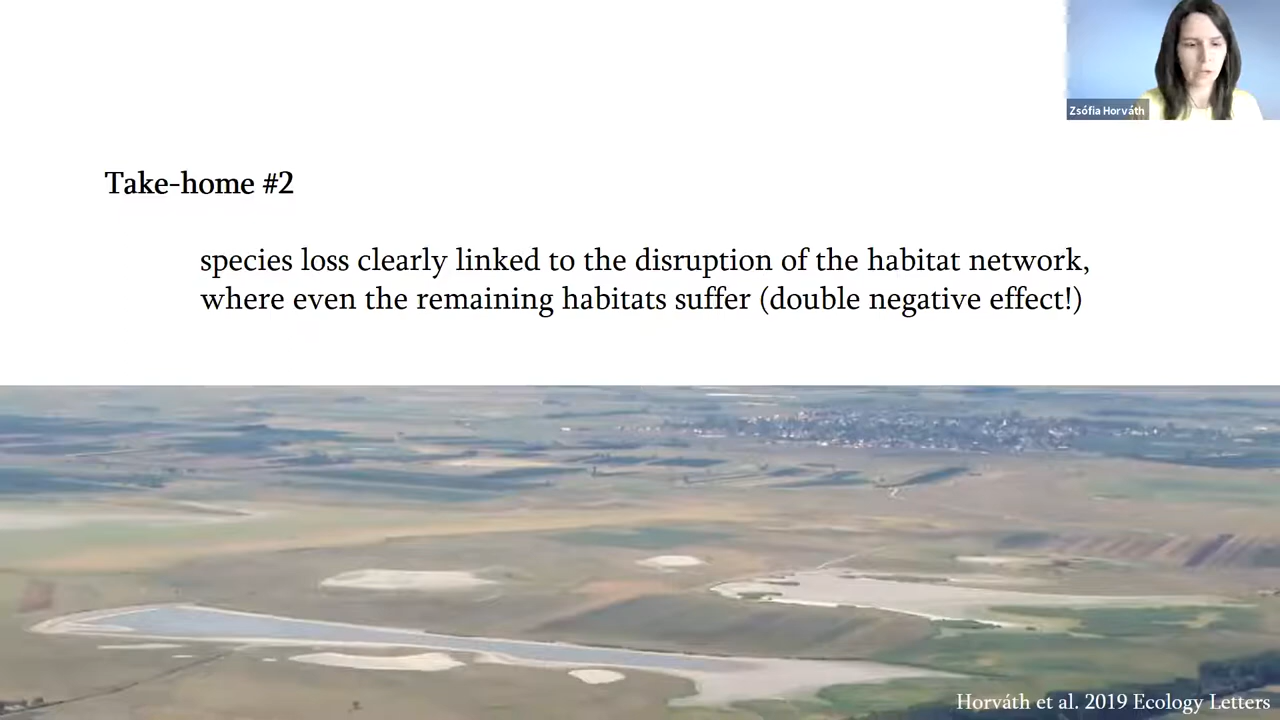 Zsófia Horváth
Take-home #2
species loss clearly linked to the disruption of the habitat network,
where even the remaining habitats suffer (double negative effect!)
Horváth et al. 2019 Ecology Letters